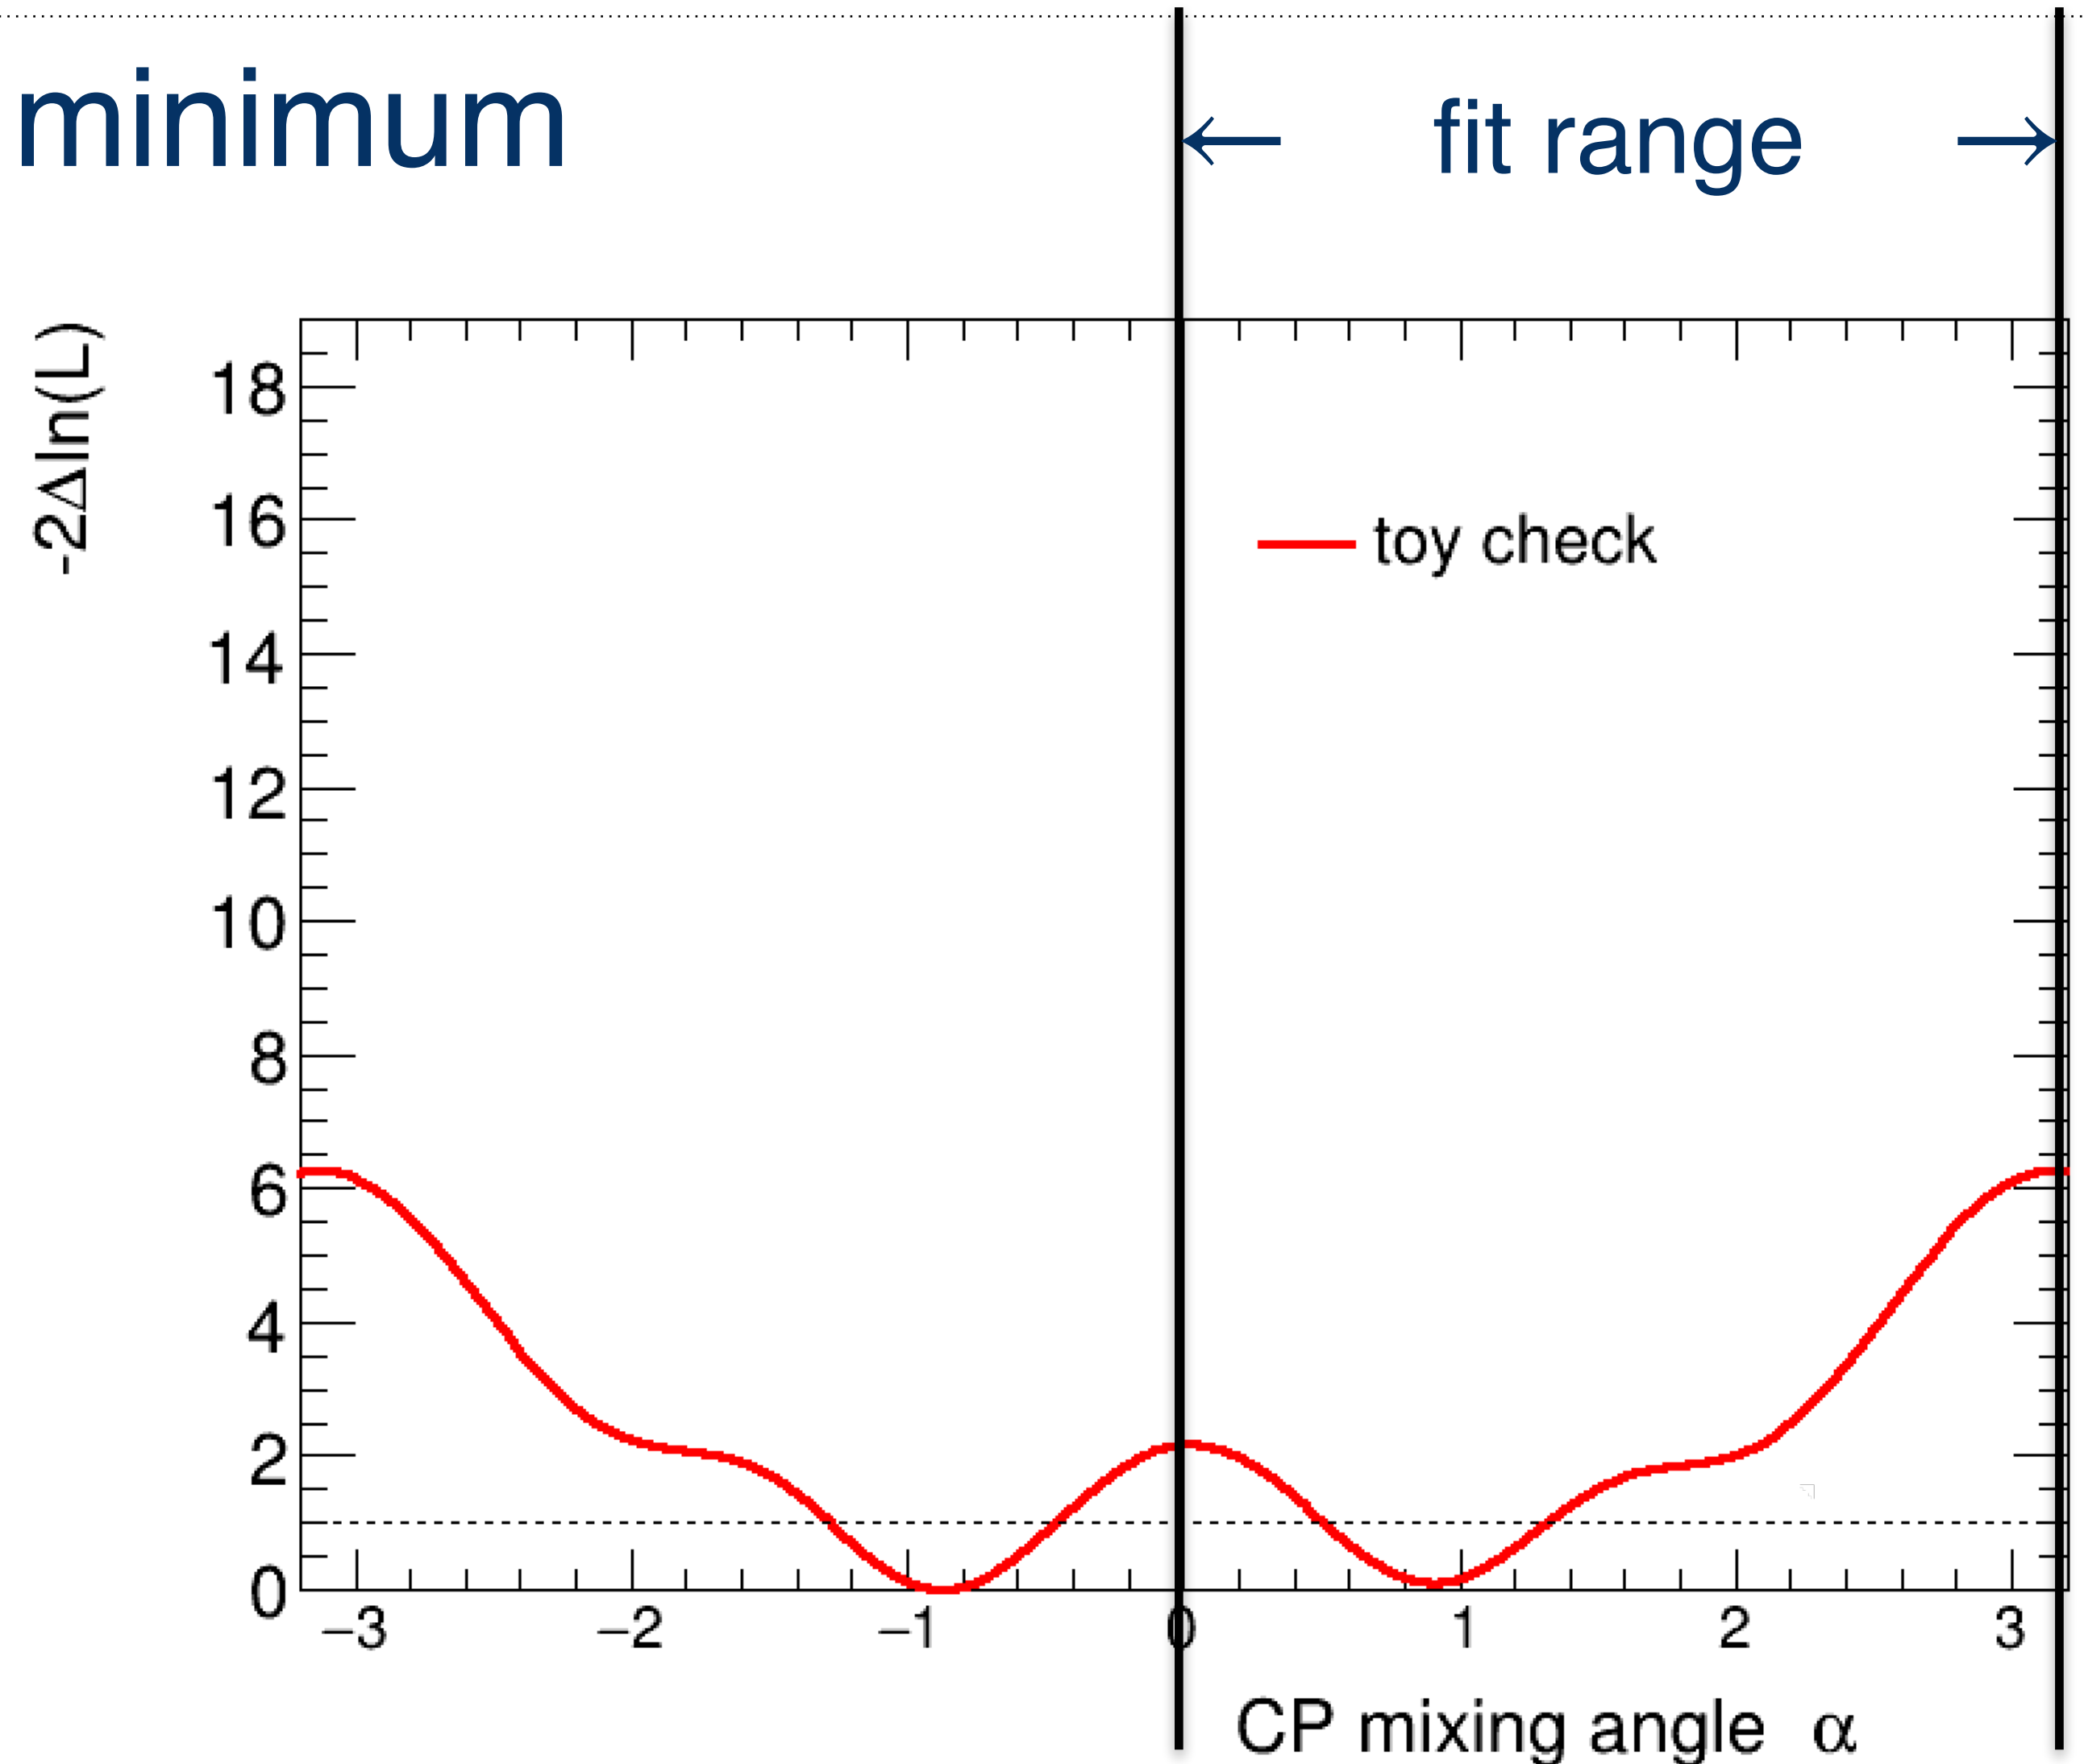 minimum
← fit range →
-2Δln(L)
18
16
toy check
14
12
10
8
6
4
2
0
−3 −2 −1 0 1 2 3
CP mixing angle α